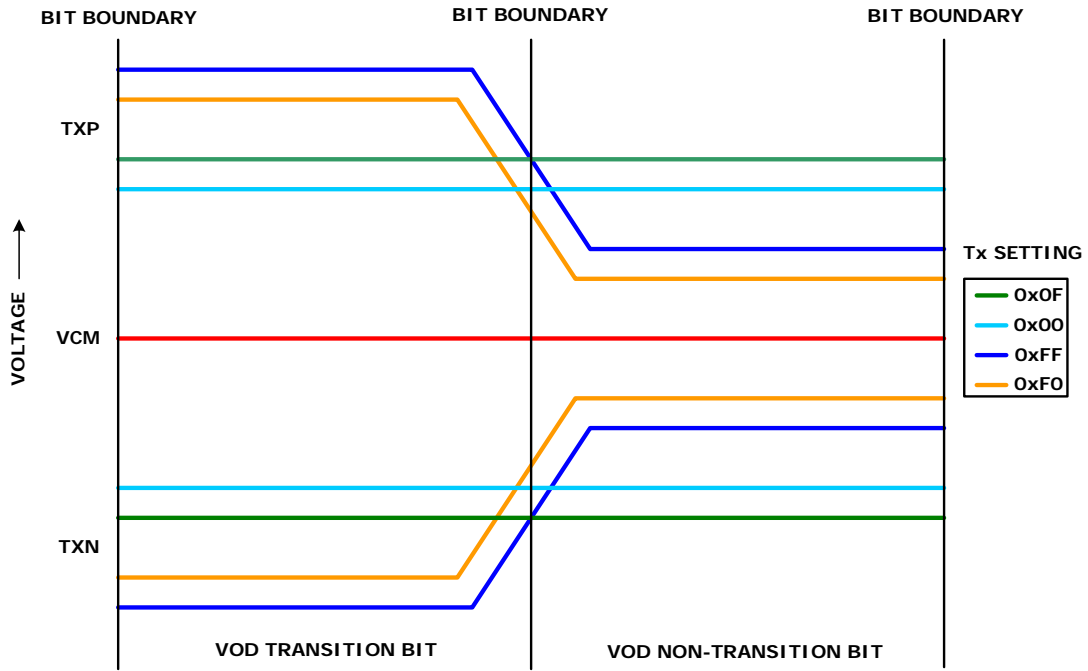 BIT BOUNDARY
BIT BOUNDARY
BIT BOUNDARY
TXP
VOLTAGE
VCM
TXN
Tx SETTING
0x0F
0x00
0xFF
0xF0
VOD TRANSITION BIT
VOD NON-TRANSITION BIT